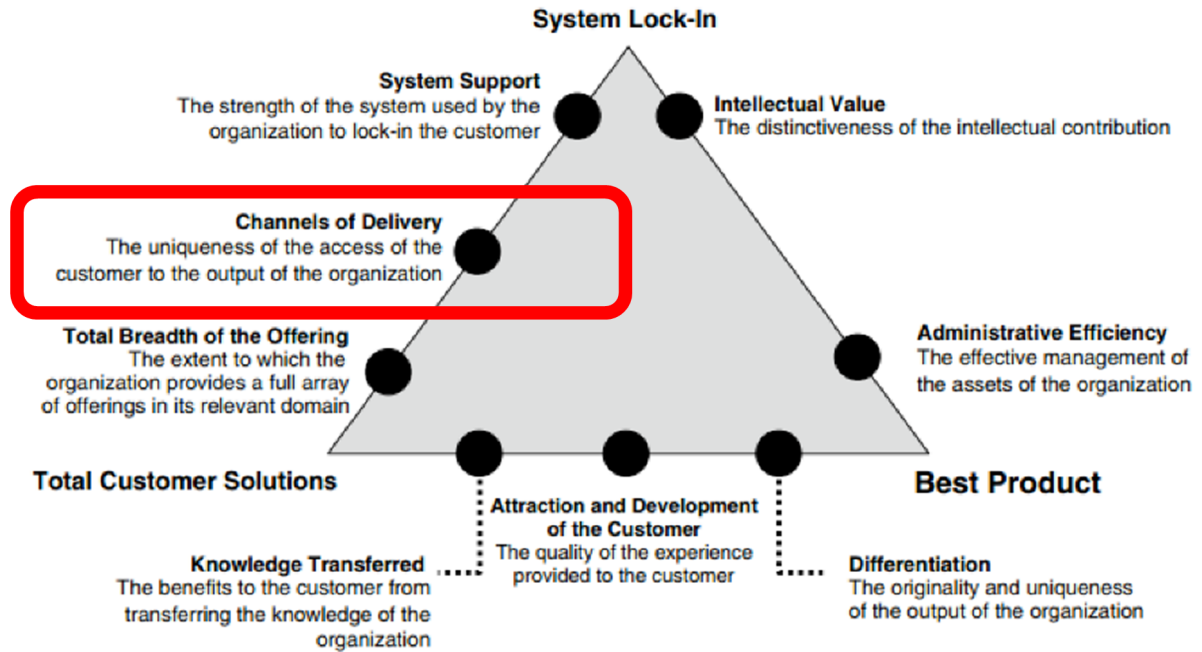 System Lock-In
System Support
The strength of the system used by the
organization to lock-in the customer
Intellectual Value
The distinctiveness of the intellectual contribution
Channels of Delivery
The uniqueness of the access of the
customer to the output of the organization
Total Breadth of the Offering
The extent to which the
organization provides a full array
of offerings in its relevant domain
Administrative Efficiency
The effective management of
the assets of the organization
Total Customer Solutions
Best Product
Attraction and Development
of the Customer
The quality of the experience
provided to the customer
Knowledge Transferred
The benefits to the customer from
transferring the knowledge of the
organization
Differentiation
The originality and uniqueness
of the output of the organization